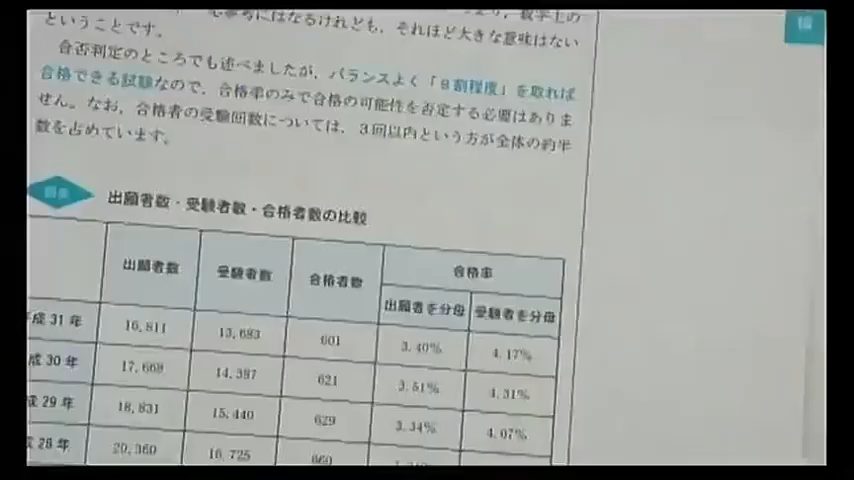 参考にはなるけれども、それほど大きな意味はない
ということです。
合否判定のところでも述べましたが、バランスよく「8割程度」を取れば
合格できる試験なので、合格率のみで合格の可能性を否定する必要はありま
せん。なお、合格者の受験回数については、3回以内という方が全体の約半
数を占めています。
出願者数・受験者数・合格者数の比較
出願者数 受験者数 合格者数 合格率
出願者を分母 受験者を分母
成31年 16,811 13,683 601 3.40% 4.17%
成30年 17,668 14,387 621 3.51% 4.31%
成29年 18,831 15,440 629 3.34% 4.07%
28年 20,360 16,725 660